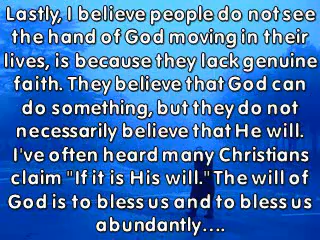 Lastly, I believe people do not see
the hand of God moving in their
lives, is because they lack genuine
faith. They believe that God can
do something, but they do not
necessarily believe that He will.
I've often heard many Christians
claim "If it is His will." The will of
God is to bless us and to bless us
abundantly....